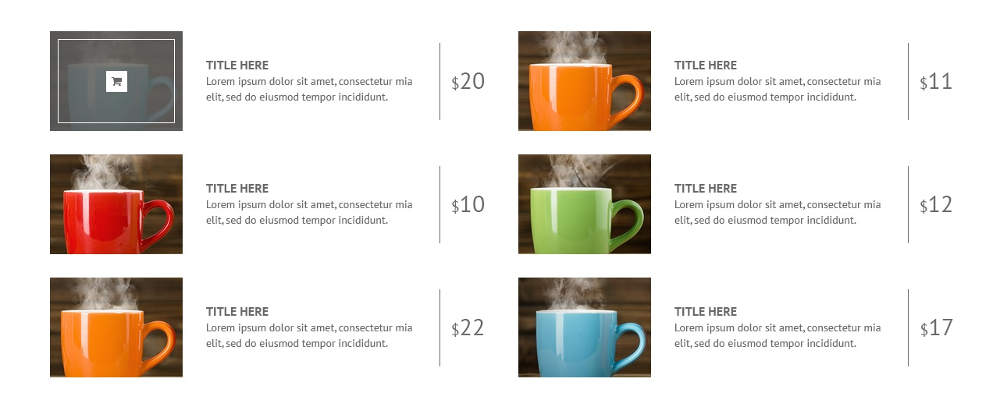 TITLE HERE
Lorem ipsum dolor sit amet, consectetur mia
elit, sed do eiusmod tempor incididunt.
$20
TITLE HERE
Lorem ipsum dolor sit amet, consectetur mia
elit, sed do eiusmod tempor incididunt.
$11
TITLE HERE
Lorem ipsum dolor sit amet, consectetur mia
elit, sed do eiusmod tempor incididunt.
$10
TITLE HERE
Lorem ipsum dolor sit amet, consectetur mia
elit, sed do eiusmod tempor incididunt.
$12
TITLE HERE
Lorem ipsum dolor sit amet, consectetur mia
elit, sed do eiusmod tempor incididunt.
$22
TITLE HERE
Lorem ipsum dolor sit amet, consectetur mia
elit, sed do eiusmod tempor incididunt.
$17